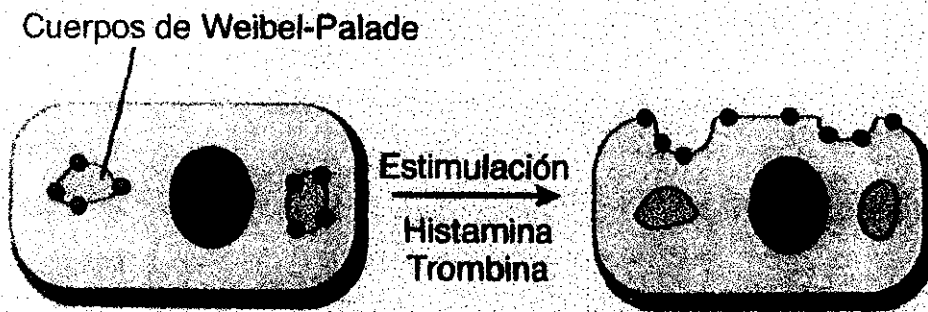 Cuerpos de Weibel-Palade
Estimulación
Histamina
Trombina